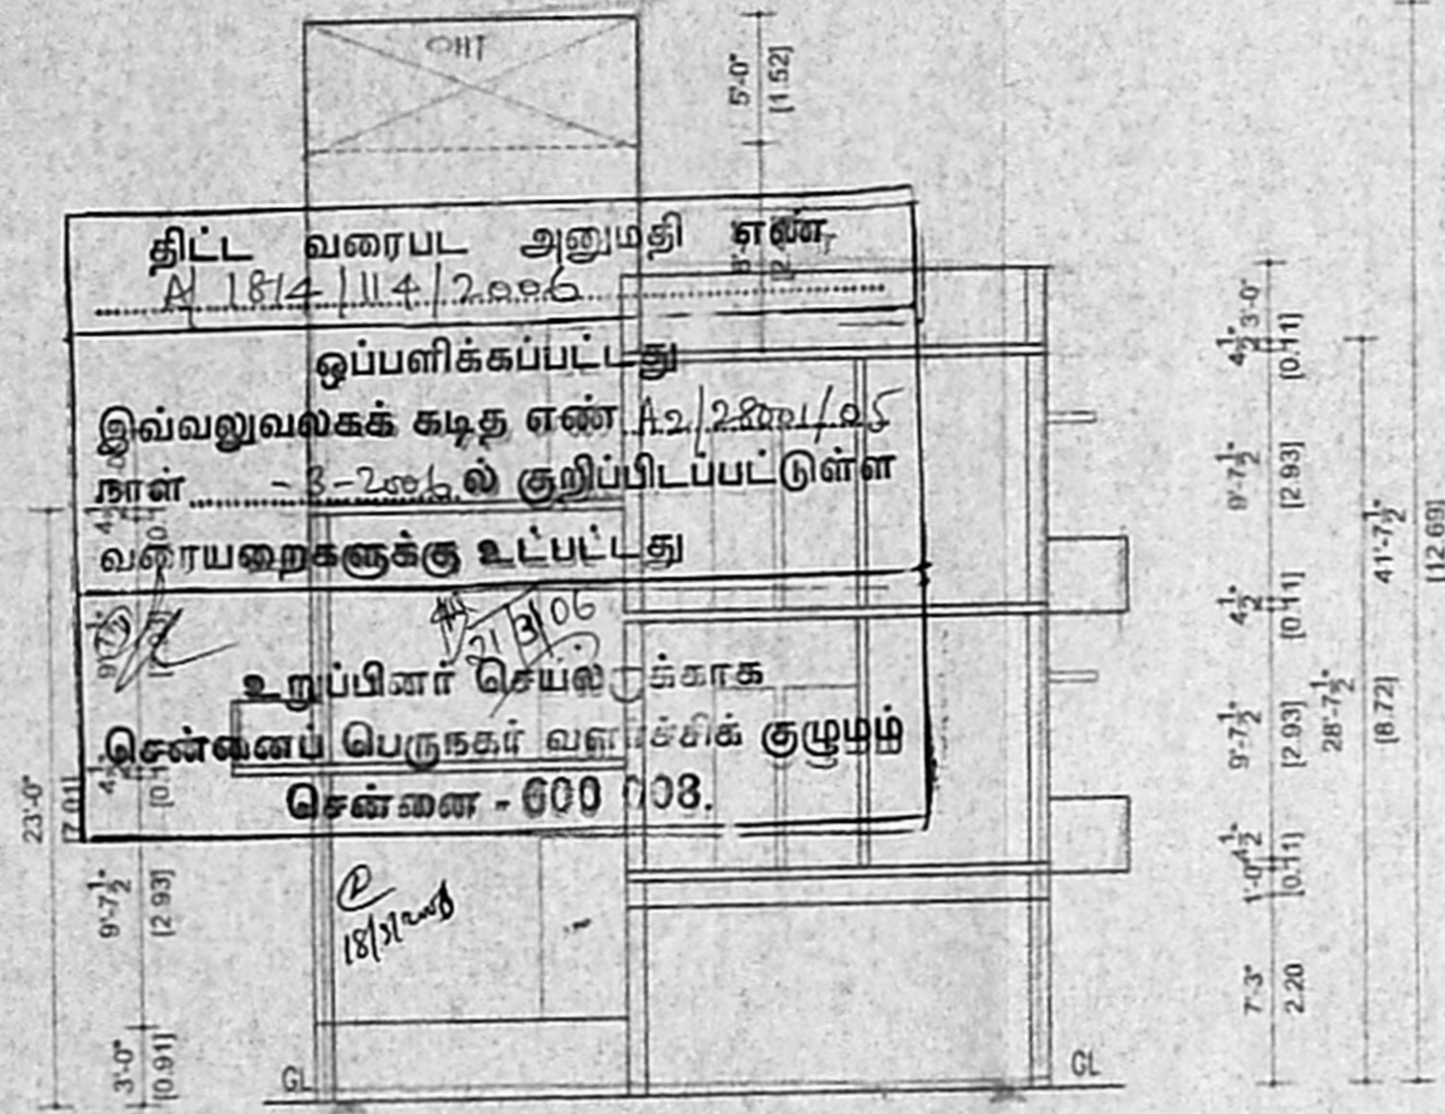 OHT
5'-0"
[1.52]
திட்ட வரைபட அனுமதி எண்
A/1814/114/2006
ஒப்பளிக்கப்பட்டது
இவ்வலுவலகக் கடித எண் A2/28001/05
நாள் -3-2006 ல் குறிப்பிடப்பட்டுள்ள
வரையறைகளுக்கு உட்பட்டது
21/3/06
உறுப்பினர் செயலருக்காக
சென்னைப் பெருநகர் வளர்ச்சிக் குழுமம்
சென்னை - 600 008.
23'-0"
[7.01]
9'-7½"
[2.93]
3'-0"
[0.91]
GL
GL
3'-0"
4½"
[0.11]
9'-7½"
[2.93]
4½"
[0.11]
9'-7½"
[2.93]
4½"
[0.11]
1'-0"
7'-3"
2.20
28'-7½"
[8.72]
41'-7½"
[12.69]